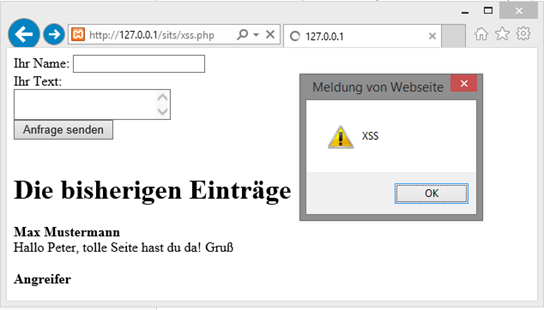 http://127.0.0.1/sits/xss.php
127.0.0.1
Ihr Name:
Ihr Text:
Anfrage senden
Meldung von Webseite
XSS
OK
Die bisherigen Einträge
Max Mustermann
Hallo Peter, tolle Seite hast du da! Gruß
Angreifer